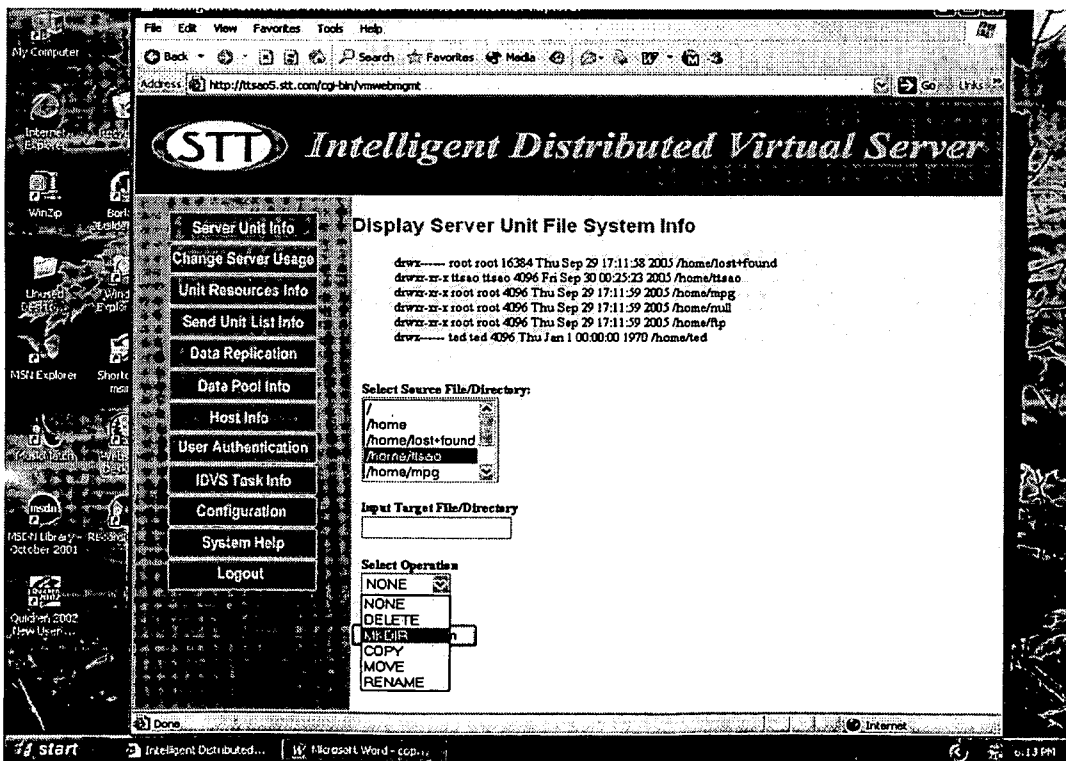 My Computer
Internet
Explorer
WinZip
Unused
Desktop
MSN Explorer
Shortc
msn
MSDN Library -
October 2001
Quicken 2002
New User...
File Edit View Favorites Tools Help
Back Search Favorites Media
Address http://ttsao5.stt.com/cgi-bin/vmwebmgmt Go Links
STT Intelligent Distributed Virtual Server
Server Unit Info
Change Server Usage
Unit Resources Info
Send Unit List Info
Data Replication
Data Pool Info
Host Info
User Authentication
IDVS Task Info
Configuration
System Help
Logout
Display Server Unit File System Info
drwx------ root root 16384 Thu Sep 29 17:11:58 2005 /home/lost+found
drwxr-xr-x ttsao ttsao 4096 Fri Sep 30 00:25:23 2005 /home/ttsao
drwxr-xr-x root root 4096 Thu Sep 29 17:11:59 2005 /home/mpg
drwxr-xr-x root root 4096 Thu Sep 29 17:11:59 2005 /home/null
drwxr-xr-x root root 4096 Thu Sep 29 17:11:59 2005 /home/ftp
drwx------ ted ted 4096 Thu Jan 1 00:00:00 1970 /home/ted
Select Source File/Directory:
/
/home
/home/lost+found
/home/ttsao
/home/mpg
Input Target File/Directory
Select Operation
NONE
NONE
DELETE
MKDIR
COPY
MOVE
RENAME
Done
Internet
start Intelligent Distributed... Microsoft Word - cop... 6:13 PM